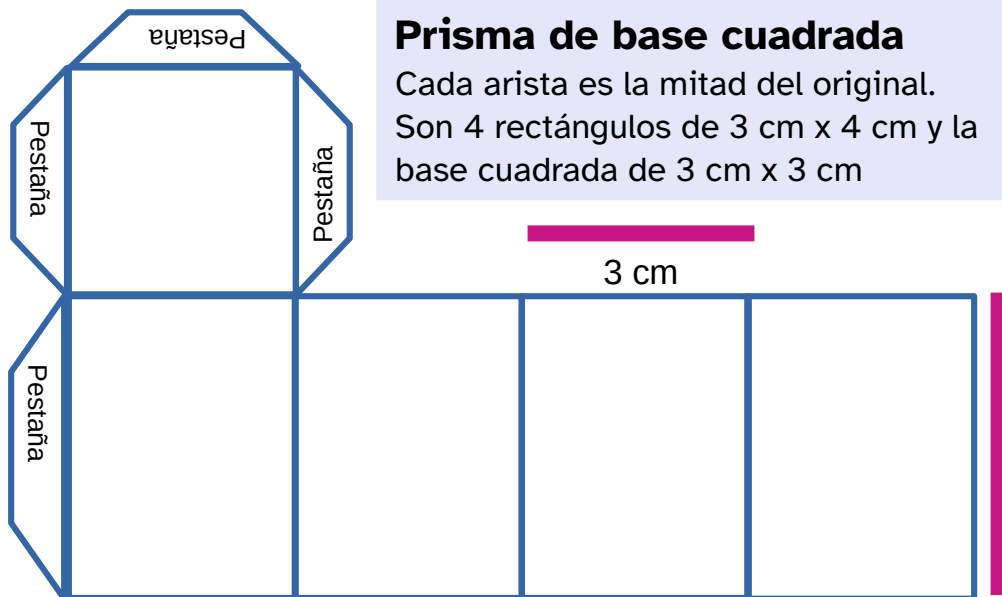 Pestaña
Prisma de base cuadrada
Cada arista es la mitad del original.
Son 4 rectángulos de 3 cm x 4 cm y la
base cuadrada de 3 cm x 3 cm
Pestaña
Pestaña
3 cm
Pestaña